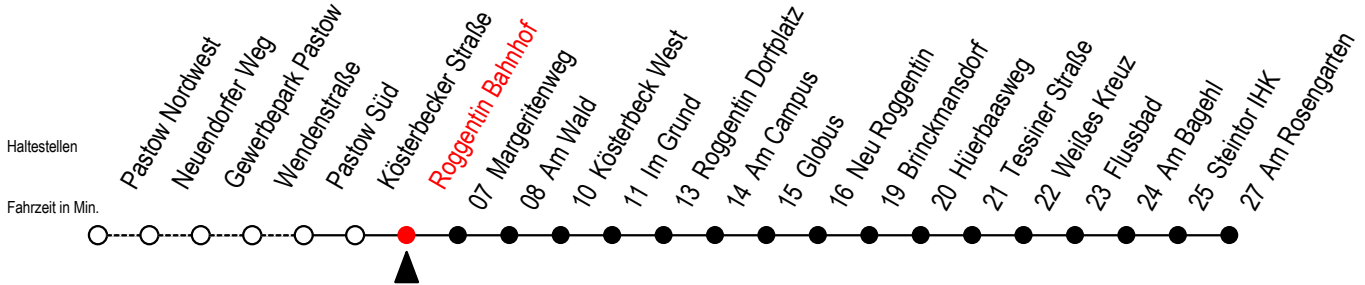 Pastow Nordwest
Neuendorfer Weg
Gewerbepark Pastow
Wendenstraße
Pastow Süd
Kösterbecker Straße
Roggentin Bahnhof
07 Margeritenweg
08 Am Wald
10 Kösterbeck West
11 Im Grund
13 Roggentin Dorfplatz
14 Am Campus
15 Globus
16 Neu Roggentin
19 Brinckmansdorf
20 Hüerbaasweg
21 Tessiner Straße
22 Weißes Kreuz
23 Flussbad
24 Am Bagehl
25 Steintor IHK
27 Am Rosengarten
Haltestellen
Fahrzeit in Min.